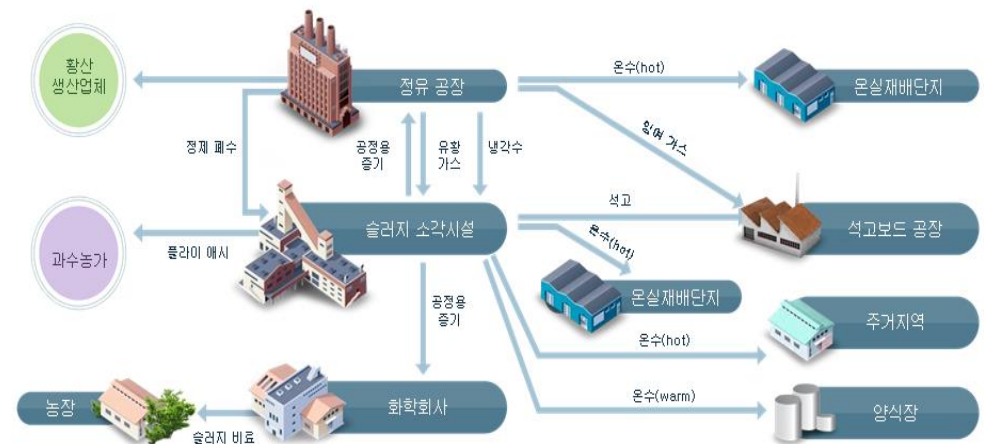 황산
생산업체
정유 공장
온수(hot)
온실재배단지
잉여 가스
정제 폐수
공정용
증기
유황
가스
냉각수
과수농가
플라이 애시
슬러지 소각시설
석고
석고보드 공장
온수(hot)
온실재배단지
공정용
증기
온수(hot)
주거지역
온수(warm)
양식장
농장
슬러지 비료
화학회사